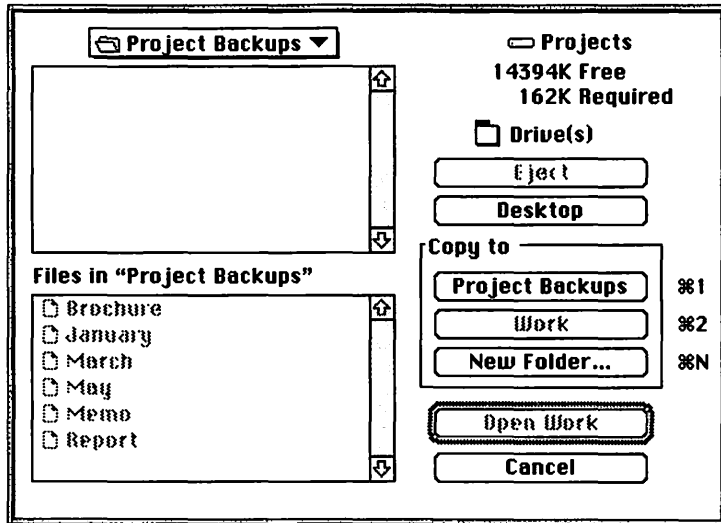 Project Backups
Projects
14394K Free
162K Required
Drive(s)
Eject
Desktop
Copy to
Project Backups ⌘1
Work ⌘2
New Folder... ⌘N
Open Work
Cancel
Files in “Project Backups”
Brochure
January
March
May
Memo
Report